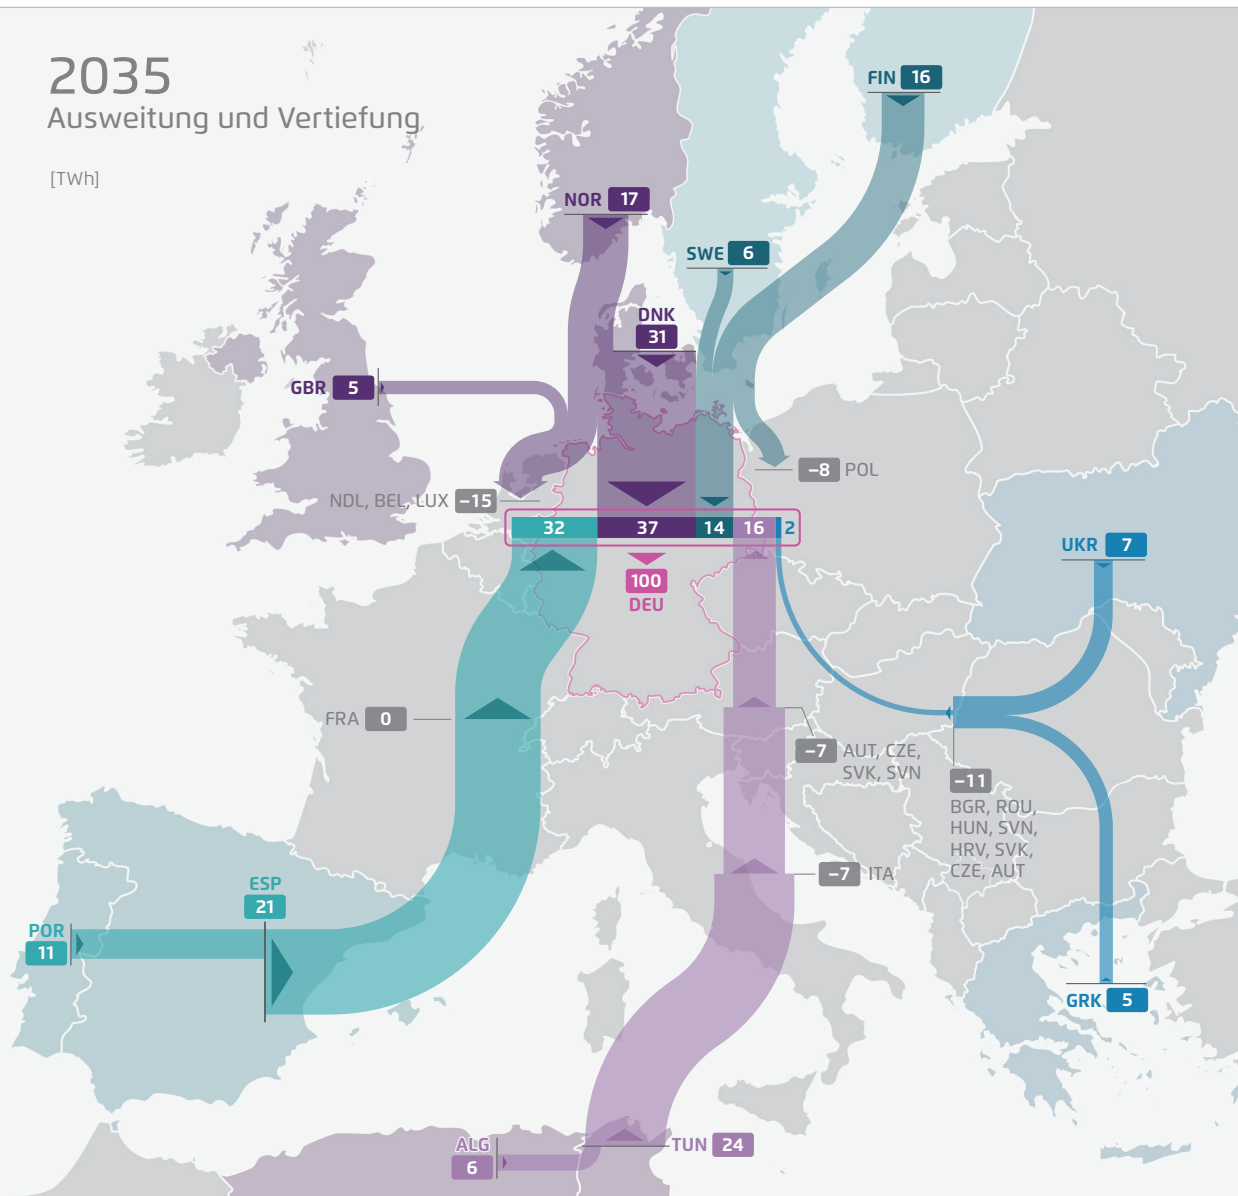 2035
Ausweitung und Vertiefung
[TWh]
FIN 16
NOR 17
SWE 6
DNK
31
GBR 5
−8 POL
NDL, BEL, LUX −15
32 37 14 16 2
100
DEU
UKR 7
FRA 0
−7 AUT, CZE,
SVK, SVN
−11
BGR, ROU,
HUN, SVN,
HRV, SVK,
CZE, AUT
−7 ITA
ESP
21
POR
11
GRK 5
ALG
6
TUN 24